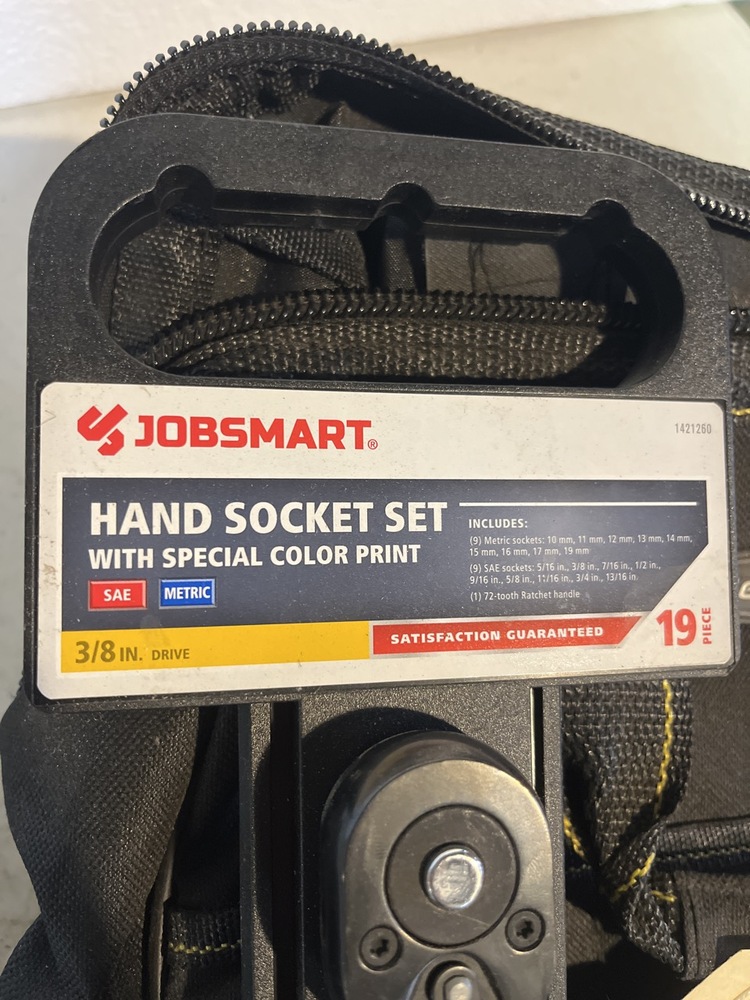 JOBSMART®
1421260
HAND SOCKET SET
WITH SPECIAL COLOR PRINT
SAE METRIC
INCLUDES:
(9) Metric sockets: 10 mm, 11 mm, 12 mm, 13 mm, 14 mm,
15 mm, 16 mm, 17 mm, 19 mm
(9) SAE sockets: 5/16 in., 3/8 in., 7/16 in., 1/2 in.,
9/16 in., 5/8 in., 11/16 in., 3/4 in., 13/16 in.
(1) 72-tooth Ratchet handle
3/8 IN. DRIVE
SATISFACTION GUARANTEED
19 PIECE